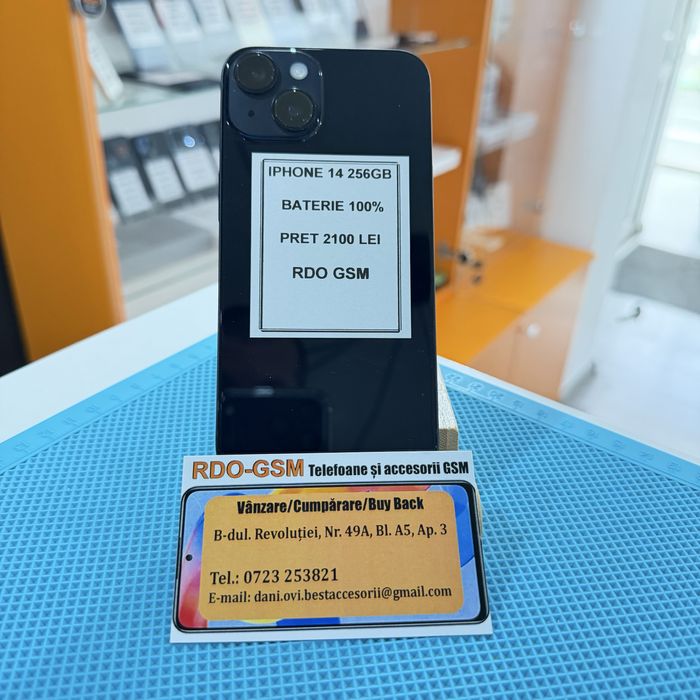 IPHONE 14 256GB
BATERIE 100%
PRET 2100 LEI
RDO GSM
RDO-GSM Telefoane și accesorii GSM
Vânzare/Cumpărare/Buy Back
B-dul. Revoluției, Nr. 49A, Bl. A5, Ap. 3
Tel.: 0723 253821
E-mail: dani.ovi.bestaccesorii@gmail.com